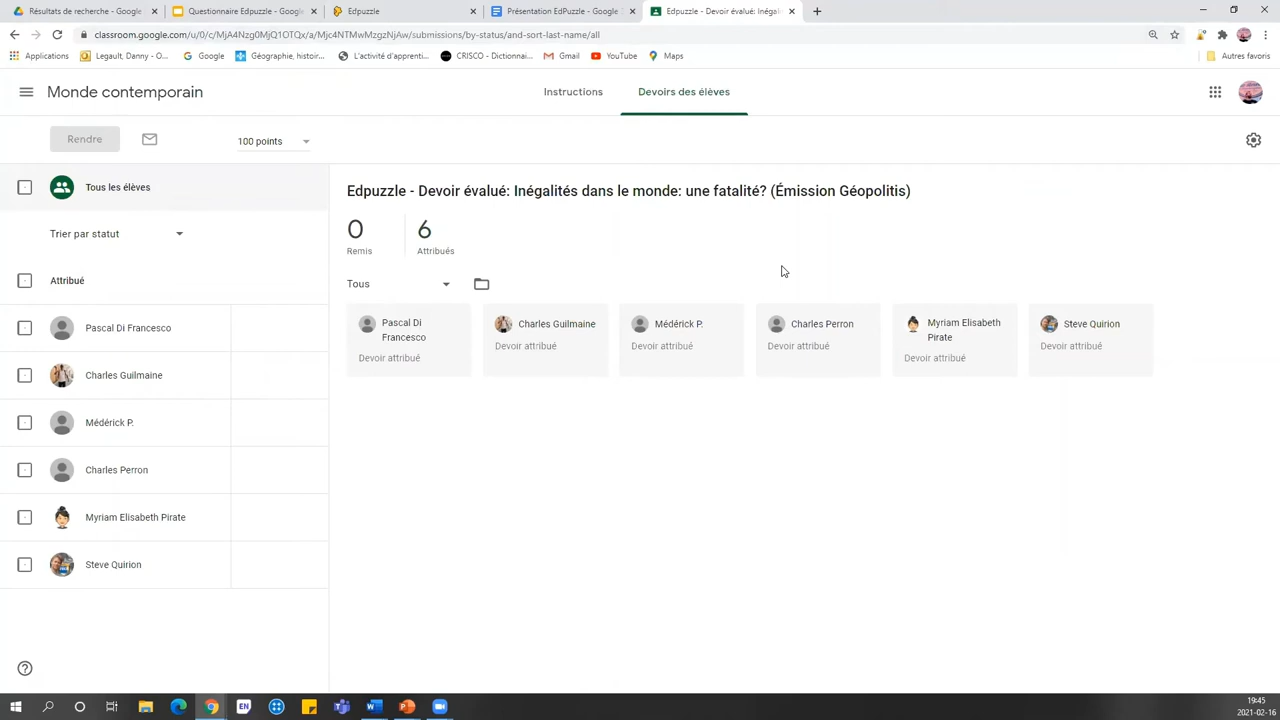 Résultats de recherche - Google
Questionnaire Edpuzzle - Google
Edpuzzle
Présentation EdPuzzle - Google
Edpuzzle - Devoir évalué: Inégali
classroom.google.com/u/0/c/MjA4Nzg0MjQ1OTQx/a/Mjc4NTMwMzgzNjAw/submissions/by-status/and-sort-last-name/all
Applications
Legault, Danny - O...
Google
Géographie, histoir...
L'activité d'apprenti...
CRISCO - Dictionnai...
Gmail
YouTube
Maps
Autres favoris
Monde contemporain
Instructions
Devoirs des élèves
Rendre
100 points
Tous les élèves
Trier par statut
Attribué
Pascal Di Francesco
Charles Guilmaine
Médérick P.
Charles Perron
Myriam Elisabeth Pirate
Steve Quirion
Edpuzzle - Devoir évalué: Inégalités dans le monde: une fatalité? (Émission Géopolitis)
0
Remis
6
Attribués
Tous
Pascal Di
Francesco
Devoir attribué
Charles Guilmaine
Devoir attribué
Médérick P.
Devoir attribué
Charles Perron
Devoir attribué
Myriam Elisabeth
Pirate
Devoir attribué
Steve Quirion
Devoir attribué
EN
19:45
2021-02-16